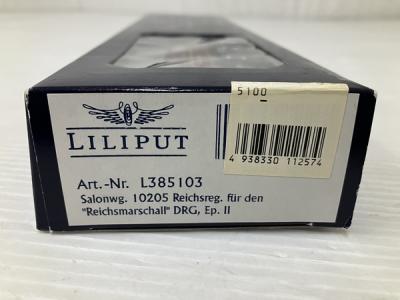 5100
4 938330 112574
LILIPUT
Art.-Nr. L385103
Salonwg. 10205 Reichsreg. für den
"Reichsmarschall" DRG, Ep. II